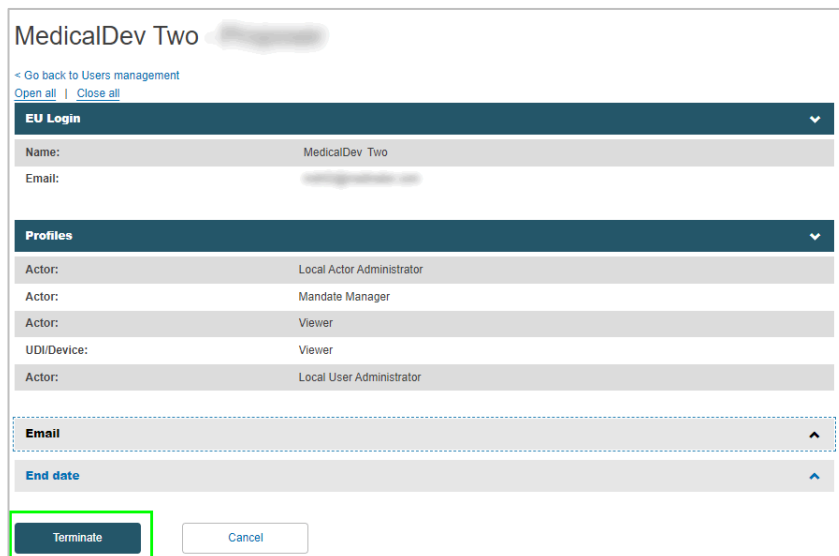 MedicalDev Two
< Go back to Users management
Open all | Close all
EU Login
Name: MedicalDev Two
Email:
Profiles
Actor: Local Actor Administrator
Actor: Mandate Manager
Actor: Viewer
UDI/Device: Viewer
Actor: Local User Administrator
Email
End date
Terminate Cancel